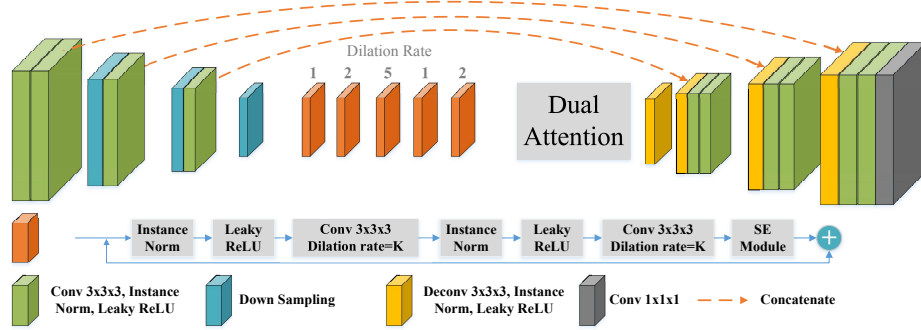 Dilation Rate
1 2 5 1 2
Dual
Attention
Instance
Norm
Leaky
ReLU
Conv 3x3x3
Dilation rate=K
Instance
Norm
Leaky
ReLU
Conv 3x3x3
Dilation rate=K
SE
Module
+
Conv 3x3x3, Instance
Norm, Leaky ReLU
Down Sampling
Deconv 3x3x3, Instance
Norm, Leaky ReLU
Conv 1x1x1
Concatenate